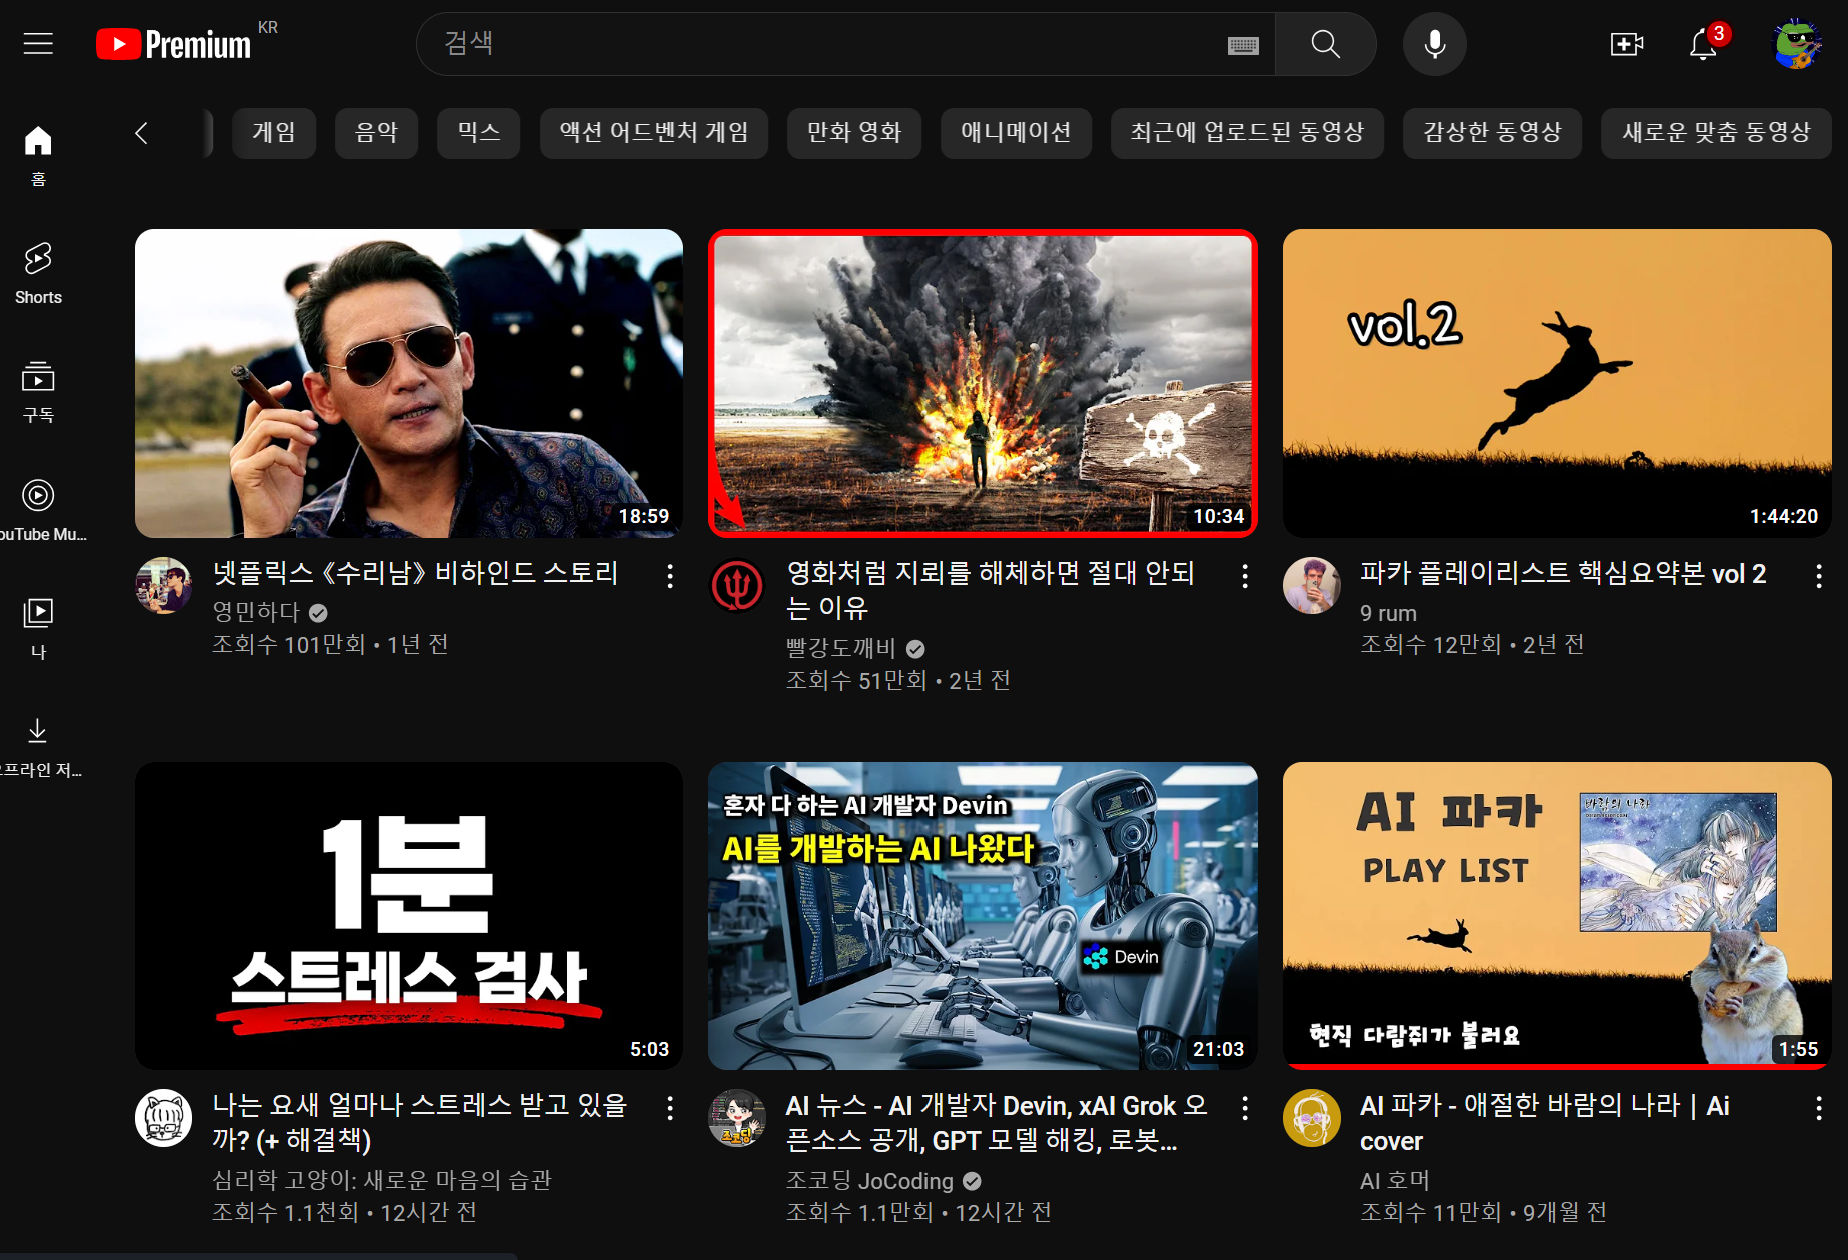 Premium KR
검색
3
게임 음악 믹스 액션 어드벤처 게임 만화 영화 애니메이션 최근에 업로드된 동영상 감상한 동영상 새로운 맞춤 동영상
홈
Shorts
구독
ouTube Mu...
나
프라인 저...
18:59
넷플릭스 《수리남》 비하인드 스토리
영민하다
조회수 101만회 • 1년 전
10:34
영화처럼 지뢰를 해체하면 절대 안되
는 이유
빨강도깨비
조회수 51만회 • 2년 전
vol.2
1:44:20
파카 플레이리스트 핵심요약본 vol 2
9 rum
조회수 12만회 • 2년 전
1분
스트레스 검사
5:03
나는 요새 얼마나 스트레스 받고 있을
까? (+ 해결책)
심리학 고양이: 새로운 마음의 습관
조회수 1.1천회 • 12시간 전
혼자 다 하는 AI 개발자 Devin
AI를 개발하는 AI 나왔다
Devin
21:03
조코딩
AI 뉴스 - AI 개발자 Devin, xAI Grok 오
픈소스 공개, GPT 모델 해킹, 로봇...
조코딩 JoCoding
조회수 1.1만회 • 12시간 전
AI 파카
PLAY LIST
바람의 나라
현직 다람쥐가 불러요
1:55
AI 파카 - 애절한 바람의 나라 | Ai
cover
AI 호머
조회수 11만회 • 9개월 전